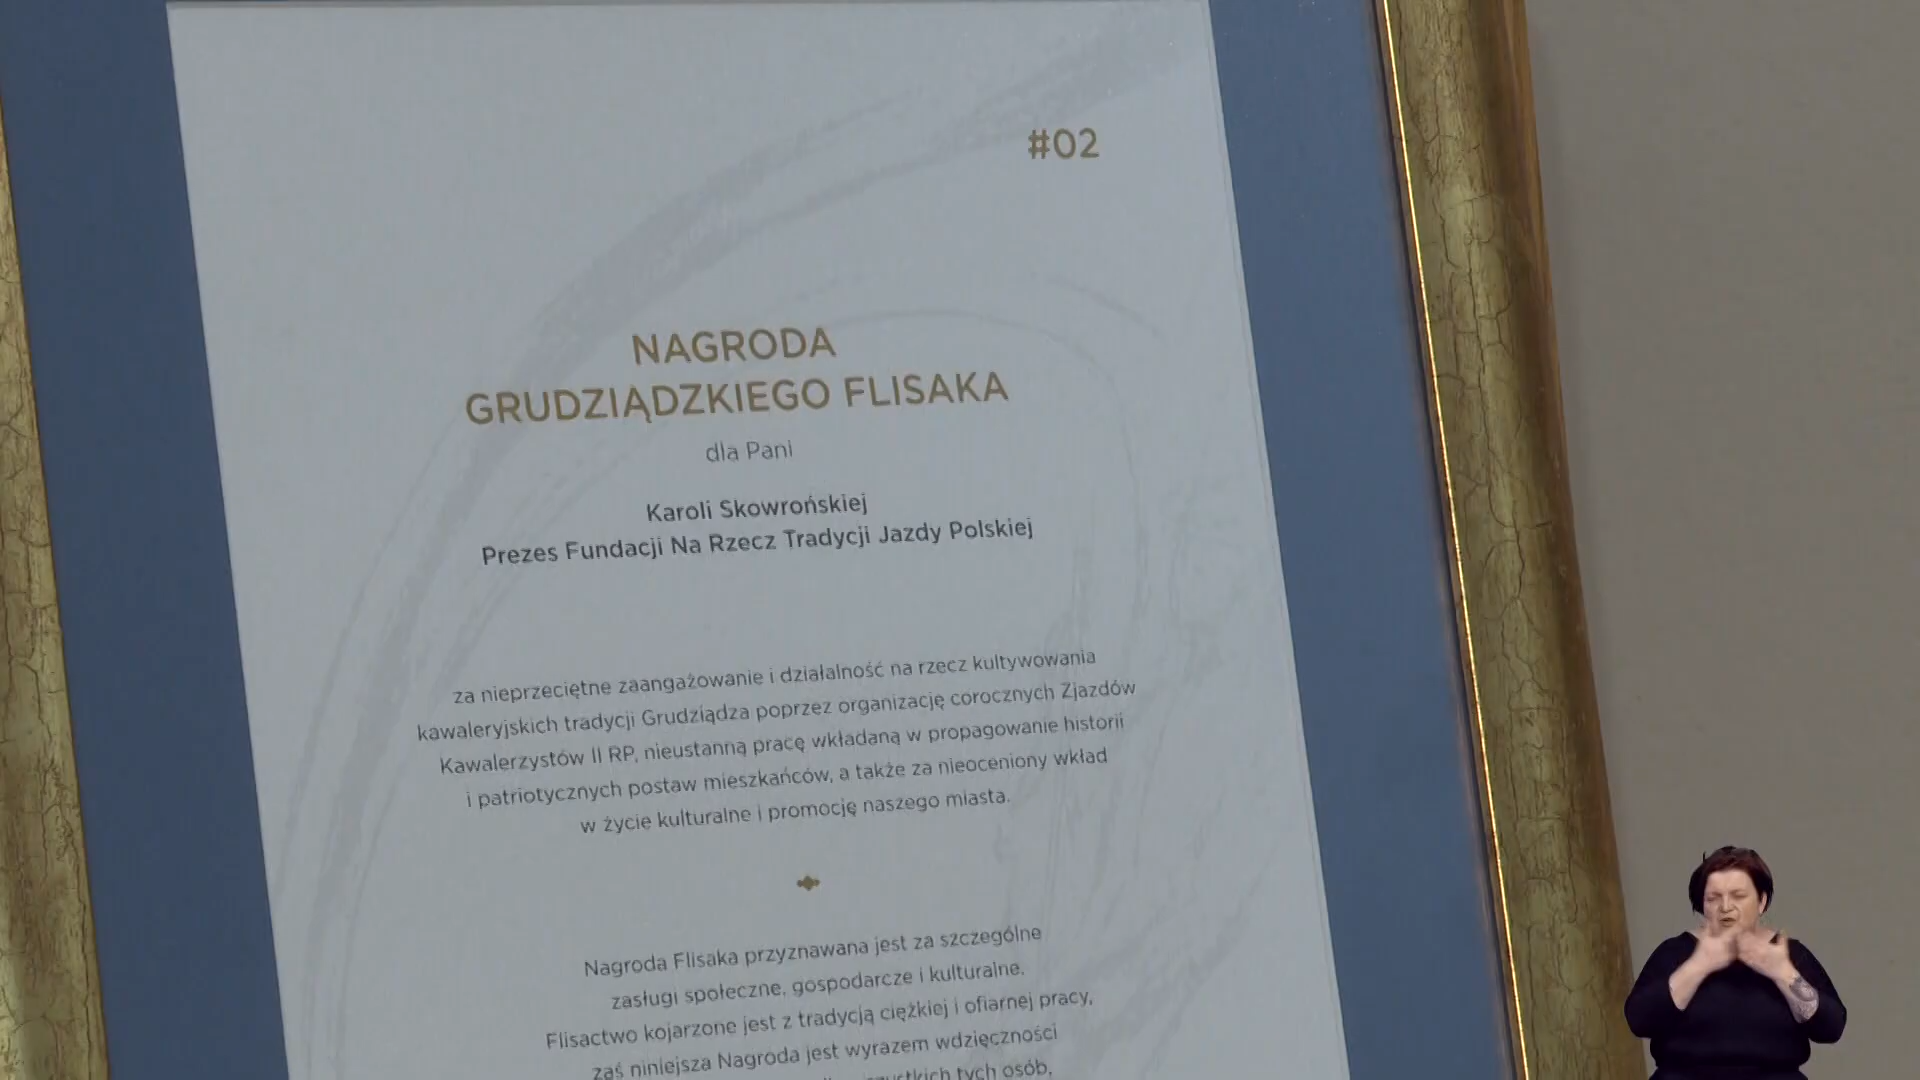 #02
NAGRODA
GRUDZIĄDZKIEGO FLISAKA
dla Pani
Karoli Skowrońskiej
Prezes Fundacji Na Rzecz Tradycji Jazdy Polskiej
za nieprzeciętne zaangażowanie i działalność na rzecz kultywowania
kawaleryjskich tradycji Grudziądza poprzez organizację corocznych Zjazdów
Kawalerzystów II RP, nieustanną pracę wkładaną w propagowanie historii
i patriotycznych postaw mieszkańców, a także za nieoceniony wkład
w życie kulturalne i promocję naszego miasta.
Nagroda Flisaka przyznawana jest za szczególne
zasługi społeczne, gospodarcze i kulturalne.
Flisactwo kojarzone jest z tradycją ciężkiej i ofiarnej pracy,
zaś niniejsza Nagroda jest wyrazem wdzięczności
tych osób,